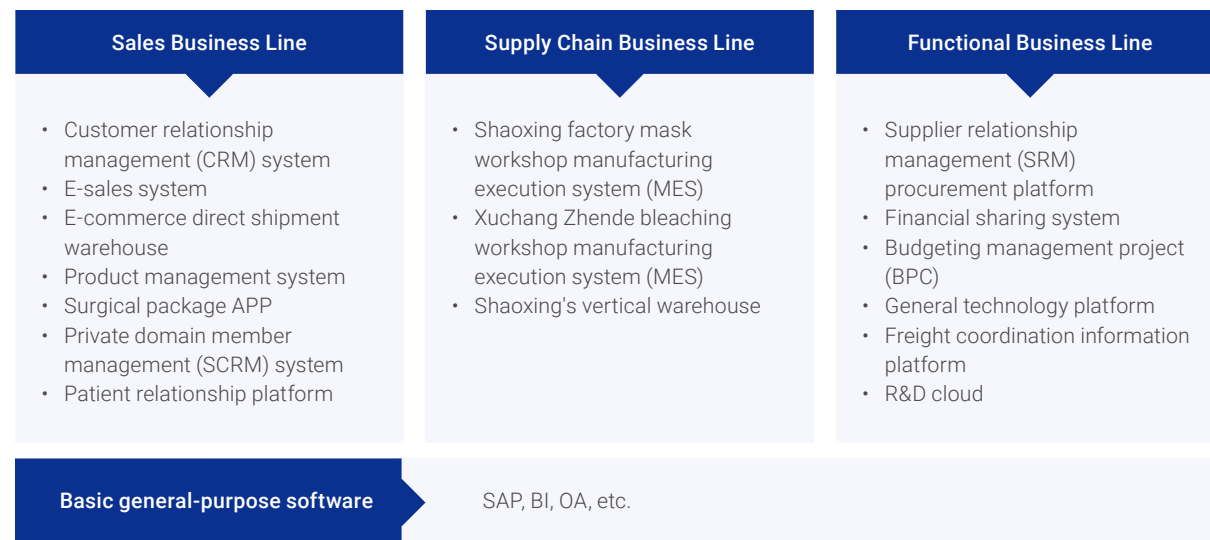 Sales Business Line
• Customer relationship
management (CRM) system
• E-sales system
• E-commerce direct shipment
warehouse
• Product management system
• Surgical package APP
• Private domain member
management (SCRM) system
• Patient relationship platform
Supply Chain Business Line
• Shaoxing factory mask
workshop manufacturing
execution system (MES)
• Xuchang Zhende bleaching
workshop manufacturing
execution system (MES)
• Shaoxing's vertical warehouse
Functional Business Line
• Supplier relationship
management (SRM)
procurement platform
• Financial sharing system
• Budgeting management project
(BPC)
• General technology platform
• Freight coordination information
platform
• R&D cloud
Basic general-purpose software
SAP, BI, OA, etc.